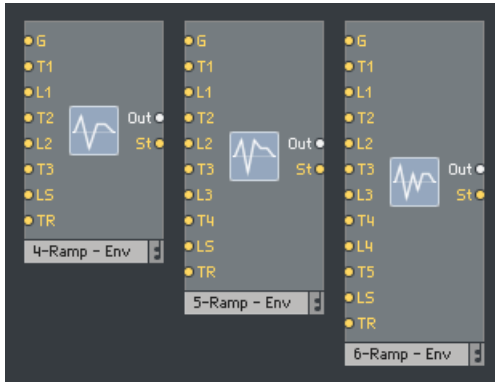 G
T1
L1
T2
L2
T3
LS
TR
Out
St
4-Ramp - Env
G
T1
L1
T2
L2
T3
L3
T4
LS
TR
Out
St
5-Ramp - Env
G
T1
L1
T2
L2
T3
L3
T4
L4
T5
LS
TR
Out
St
6-Ramp - Env